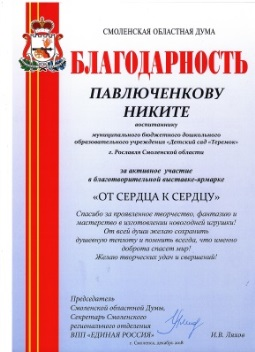 СМОЛЕНСКАЯ ОБЛАСТНАЯ ДУМА
БЛАГОДАРНОСТЬ
ПАВЛЮЧЕНКОВУ
НИКИТЕ
воспитаннику
муниципального бюджетного дошкольного
образовательного учреждения «Детский сад «Теремок»
г. Рославля Смоленской области
за активное участие
в благотворительной выставке-ярмарке
«ОТ СЕРДЦА К СЕРДЦУ»
Спасибо за проявленное творчество, фантазию и
мастерство в изготовлении новогодней игрушки!
От всей души желаю сохранить
душевную теплоту и помнить всегда, что именно
доброта спасет мир!
Желаю творческих удач и свершений!
Председатель
Смоленской областной Думы,
Секретарь Смоленского
регионального отделения
ВПП «ЕДИНАЯ РОССИЯ»
И.В. Ляхов
г. Смоленск, декабрь